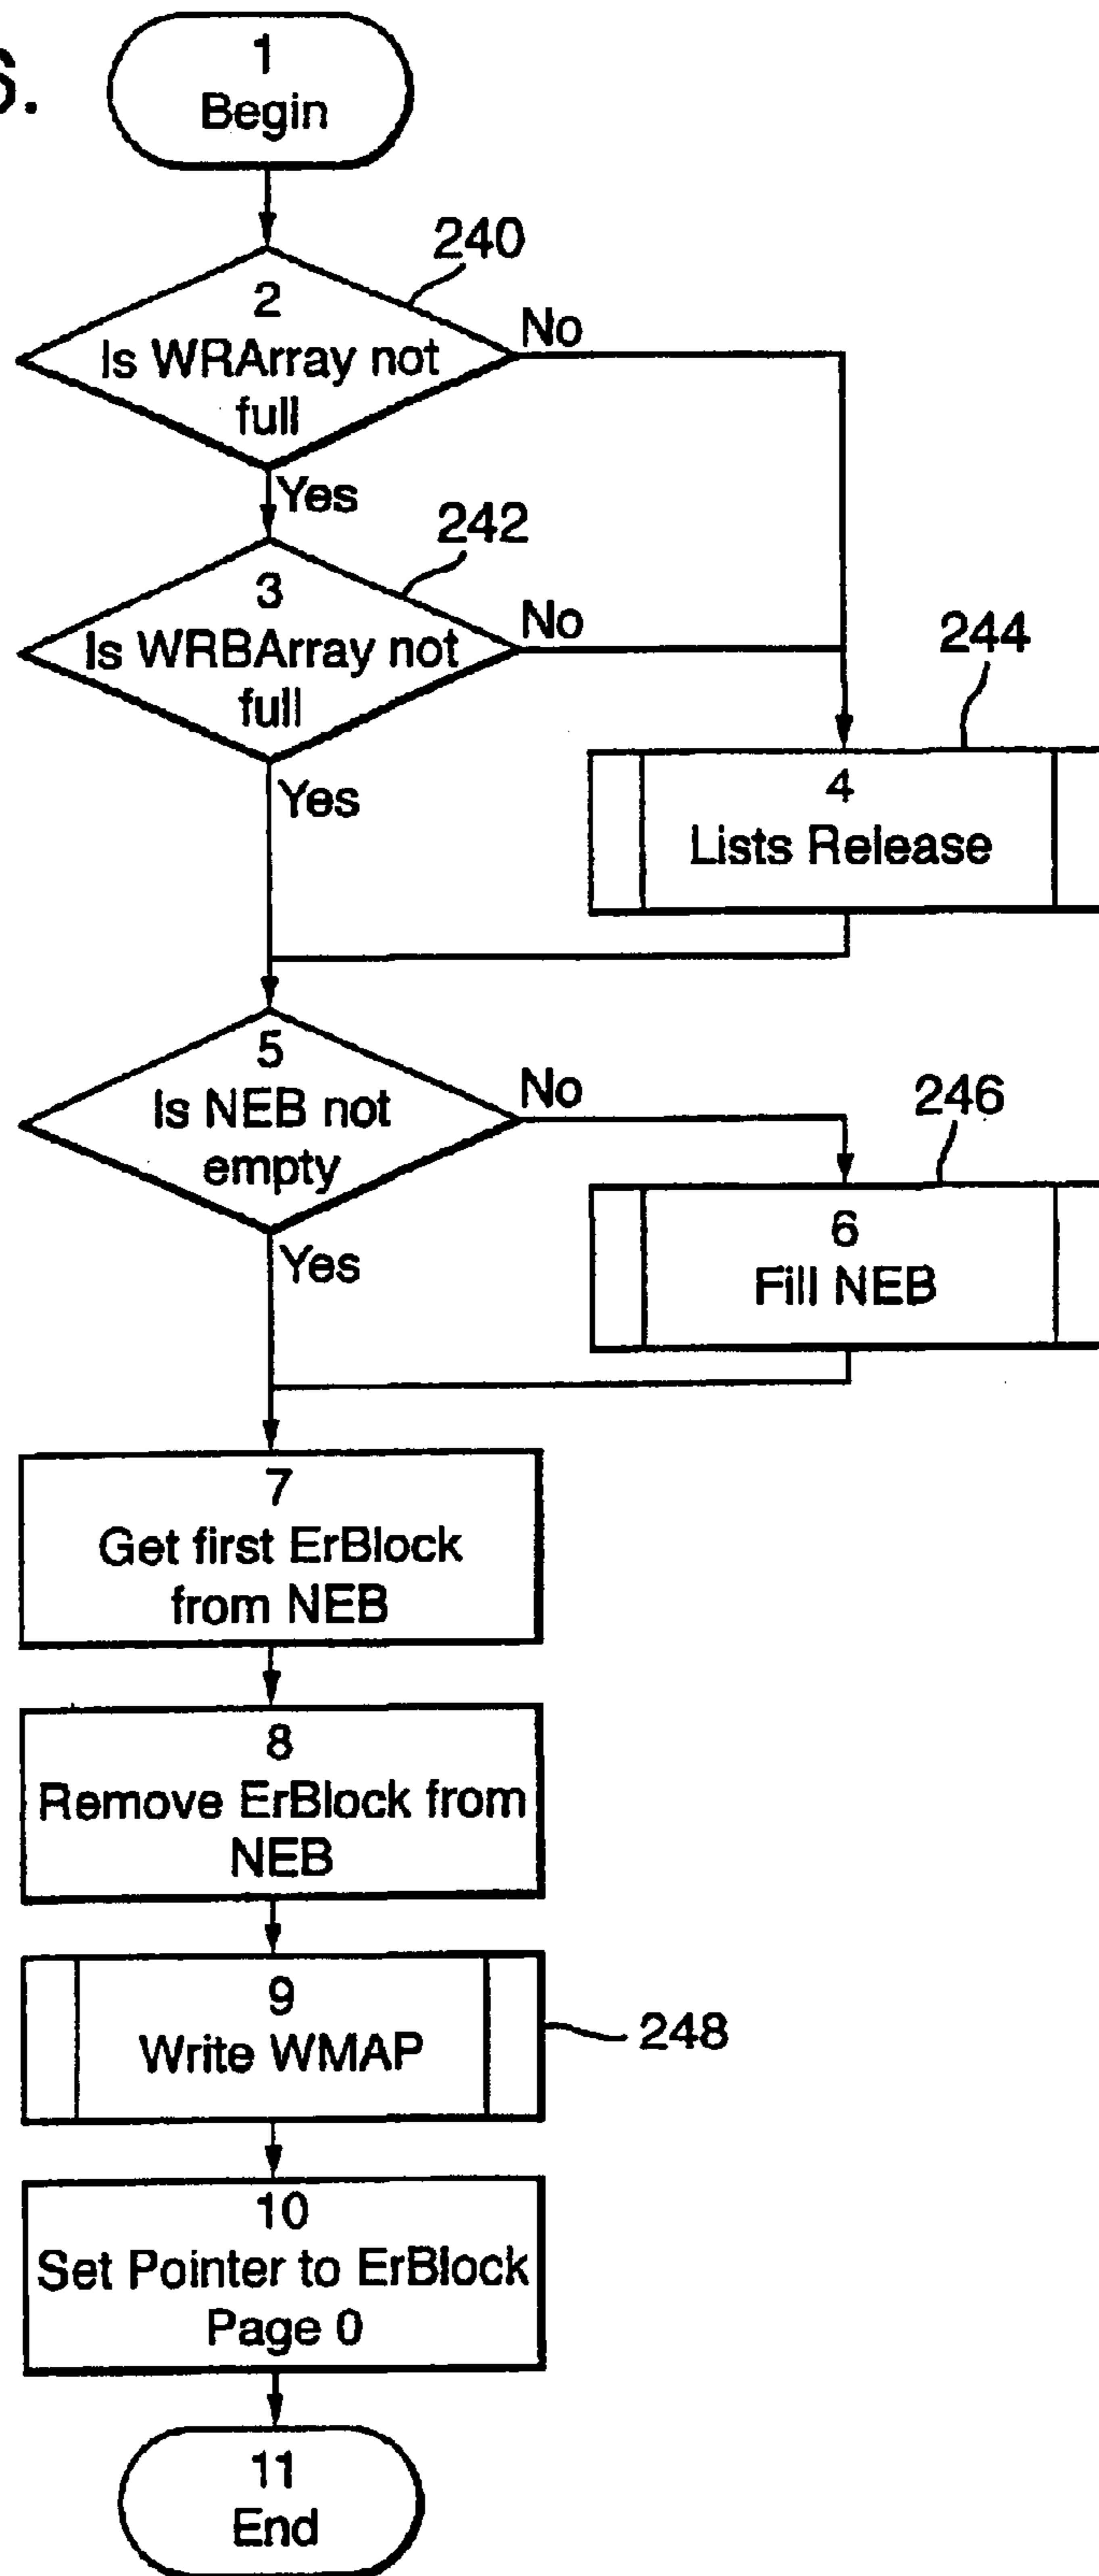 1
Begin
240
2
Is WRArray not
full
No
Yes
242
3
Is WRBArray not
full
No
Yes
244
4
Lists Release
5
Is NEB not
empty
No
Yes
246
6
Fill NEB
7
Get first ErBlock
from NEB
8
Remove ErBlock from
NEB
9
Write WMAP
248
10
Set Pointer to ErBlock
Page 0
11
End